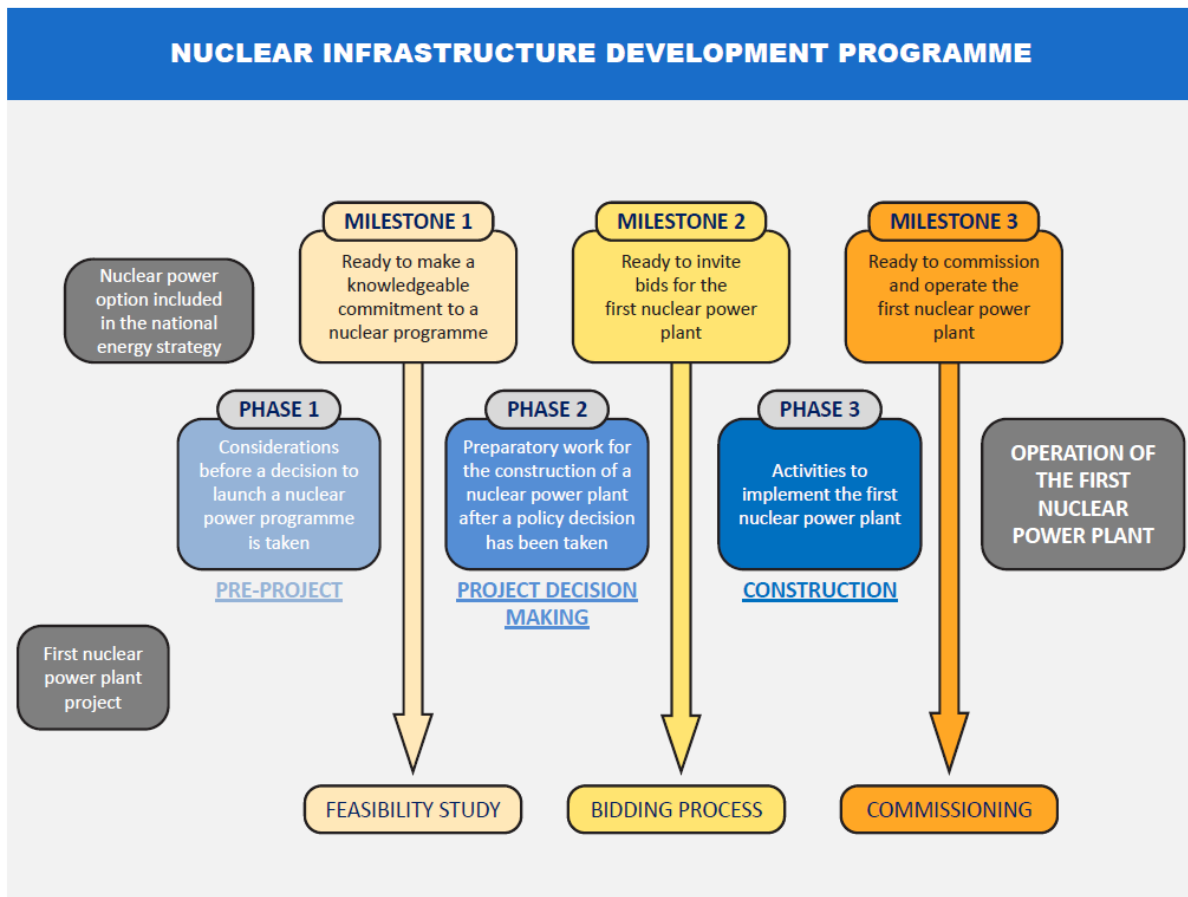 NUCLEAR INFRASTRUCTURE DEVELOPMENT PROGRAMME
Nuclear power
option included
in the national
energy strategy
MILESTONE 1
Ready to make a
knowledgeable
commitment to a
nuclear programme
MILESTONE 2
Ready to invite
bids for the
first nuclear power
plant
MILESTONE 3
Ready to commission
and operate the
first nuclear power
plant
PHASE 1
Considerations
before a decision to
launch a nuclear
power programme
is taken
PRE-PROJECT
PHASE 2
Preparatory work for
the construction of a
nuclear power plant
after a policy decision
has been taken
PROJECT DECISION
MAKING
PHASE 3
Activities to
implement the first
nuclear power plant
CONSTRUCTION
OPERATION OF
THE FIRST
NUCLEAR
POWER PLANT
First nuclear
power plant
project
FEASIBILITY STUDY
BIDDING PROCESS
COMMISSIONING